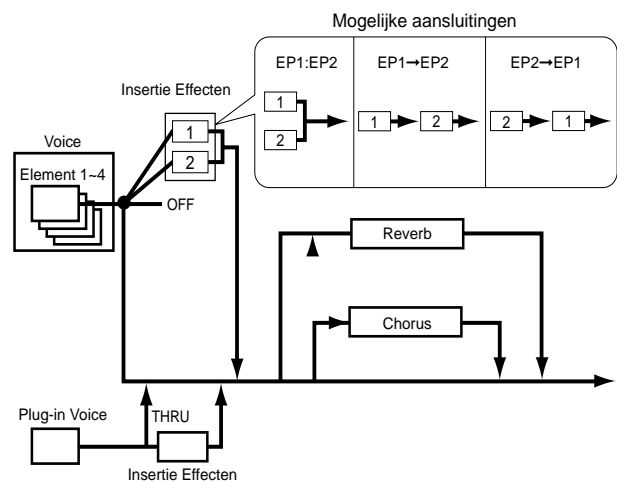 Mogelijke aansluitingen
EP1:EP2
EP1→EP2
EP2→EP1
1
2
1
2
2
1
Insertie Effecten
1
2
Voice
Element 1~4
OFF
Reverb
Chorus
Plug-in Voice
THRU
Insertie Effecten